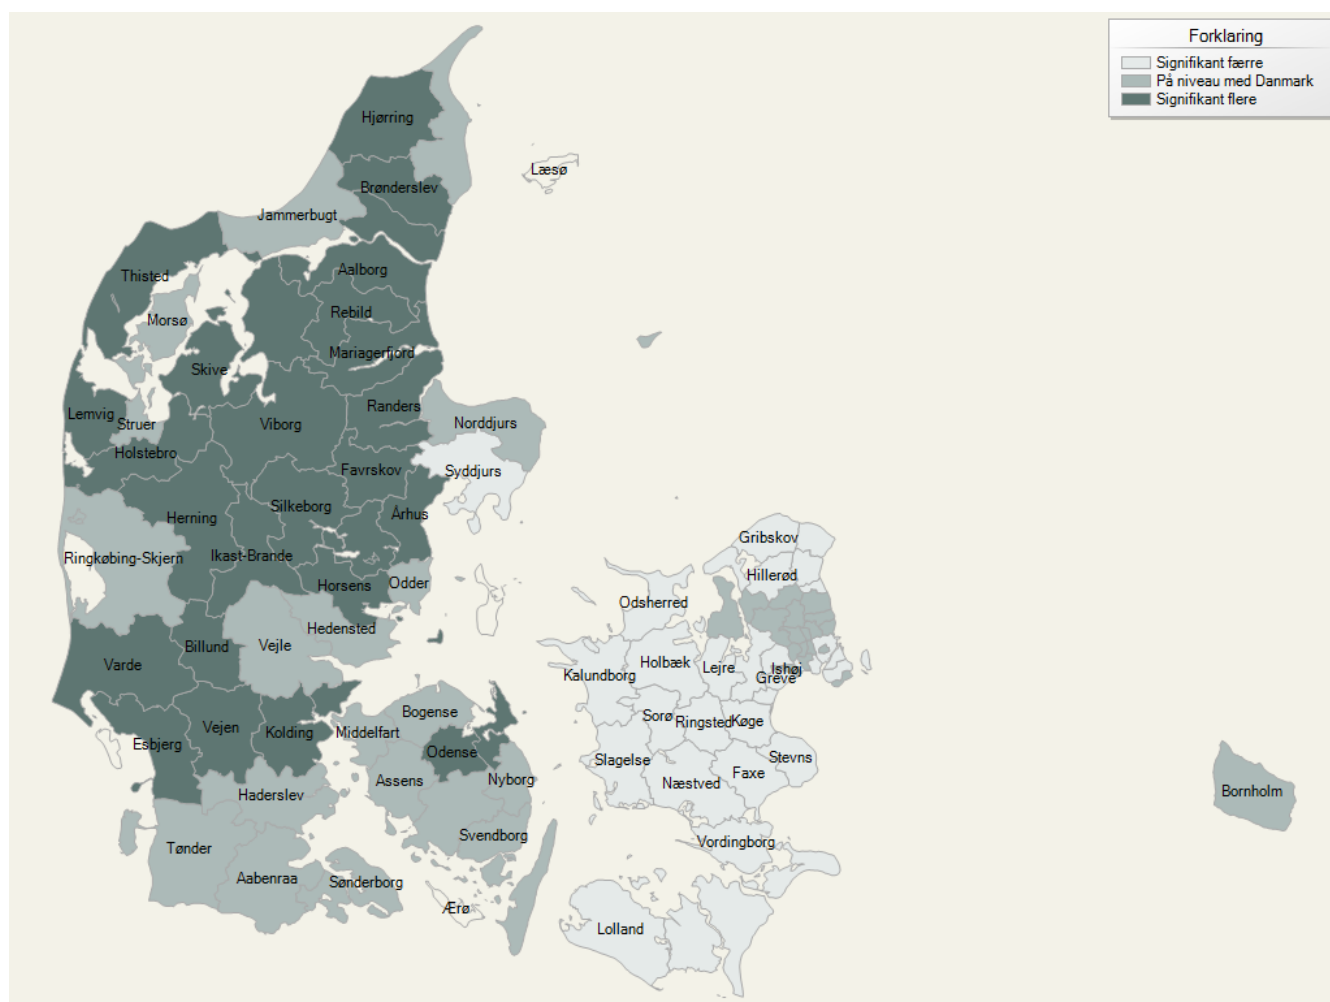 Forklaring
Signifikant færre
På niveau med Danmark
Signifikant flere
Hjørring
Læsø
Brønderslev
Jammerbugt
Aalborg
Thisted
Rebild
Morsø
Mariagerfjord
Skive
Randers
Lemvig
Struer
Viborg
Norddjurs
Holstebro
Favrskov
Syddjurs
Silkeborg
Århus
Herning
Gribskov
Ringkøbing-Skjern
Ikast-Brande
Hillerød
Horsens
Odder
Odsherred
Hedensted
Vejle
Billund
Varde
Holbæk
Lejre
Ishøj
Kalundborg
Greve
Bogense
Sorø
Ringsted
Køge
Vejen
Kolding
Middelfart
Esbjerg
Odense
Slagelse
Stevns
Faxe
Assens
Nyborg
Næstved
Bornholm
Haderslev
Svendborg
Vordingborg
Tønder
Aabenraa
Sønderborg
Ærø
Lolland